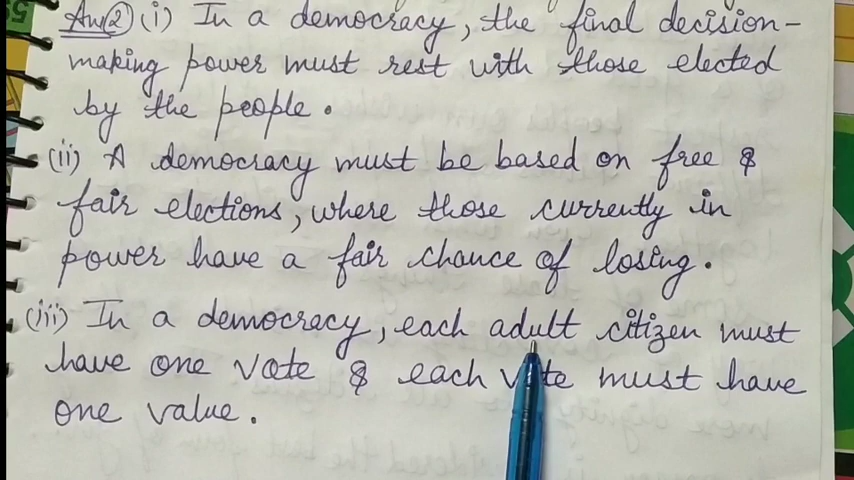 Ans② (i) In a democracy, the final decision-
making power must rest with those elected
by the people.
(ii) A democracy must be based on free &
fair elections, where those currently in
power have a fair chance of losing.
(iii) In a democracy, each adult citizen must
have one vote & each vote must have
one value.